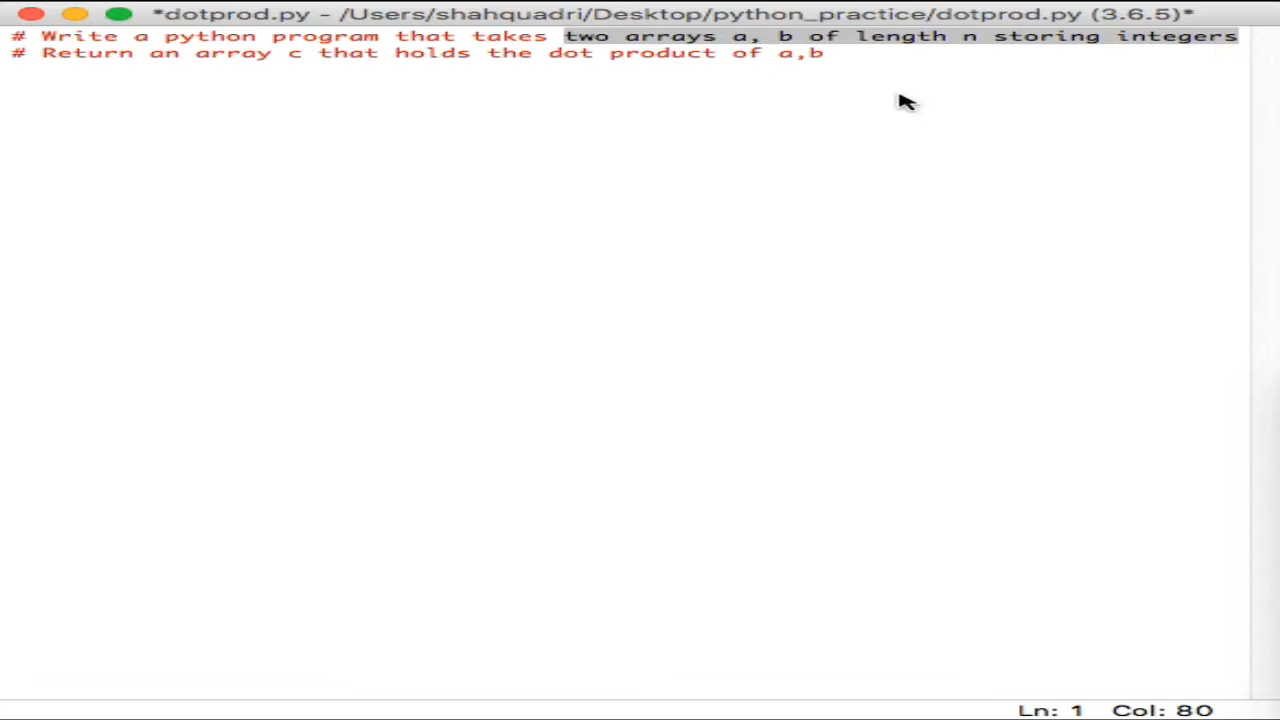 *dotprod.py - /Users/shahquadri/Desktop/python_practice/dotprod.py (3.6.5)*
# Write a python program that takes two arrays a, b of length n storing integers
# Return an array c that holds the dot product of a,b
Ln: 1 Col: 80